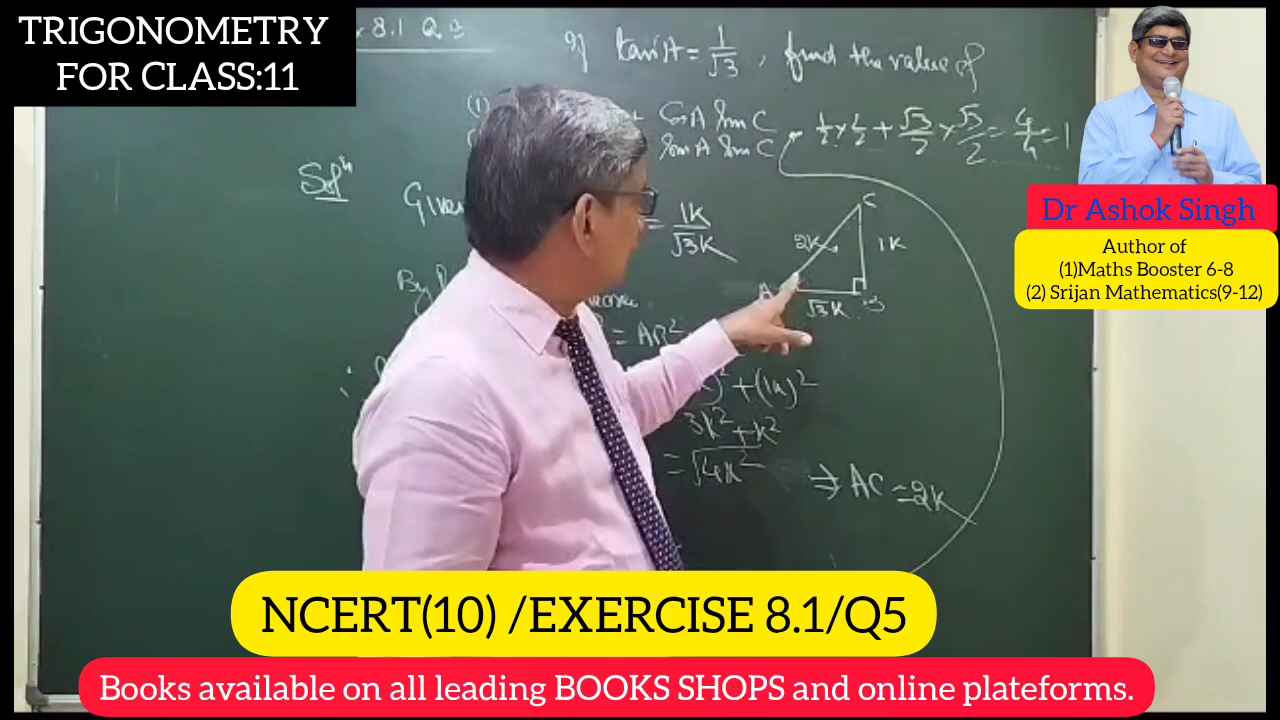 TRIGONOMETRY
FOR CLASS:11
8.1 Q
If tan A = 1/√3 , find the value of
(i) Cos A Sin C
Sin A Sin C
1/2 × 1/2 + √3/2 × √3/2 = 4/4 = 1
Solⁿ
Given = 1K/√3K
C
2K
1K
A
√3K
B
By
= AB²
)² + (1K)²
3K² + K²
= √4K²
⇒ AC = 2K
Dr Ashok Singh
Author of
(1)Maths Booster 6-8
(2) Srijan Mathematics(9-12)
NCERT(10) /EXERCISE 8.1/Q5
Books available on all leading BOOKS SHOPS and online plateforms.